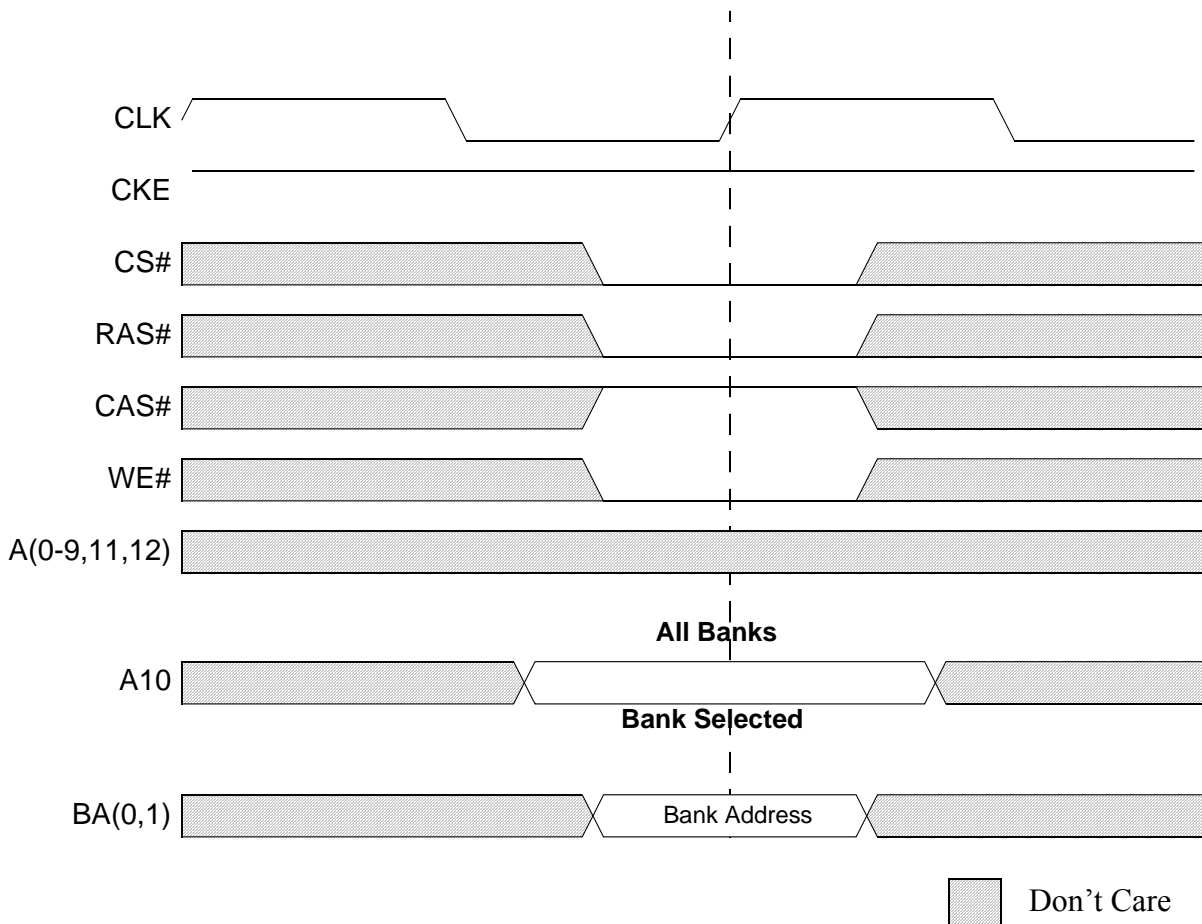 CLK
CKE
CS#
RAS#
CAS#
WE#
A(0-9,11,12)
All Banks
A10
Bank Selected
BA(0,1)
Bank Address
Don’t Care